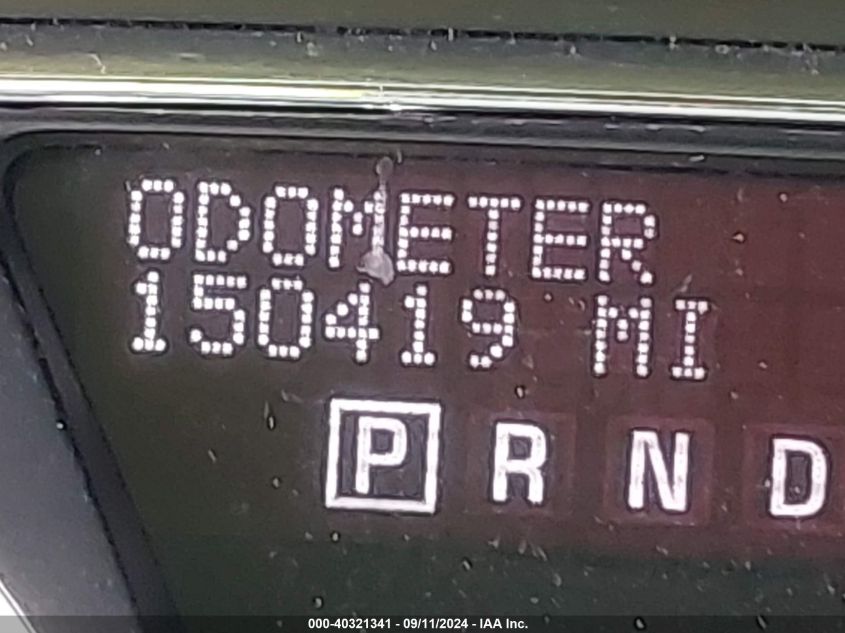 ODOMETER
150419 MI
P R N D
000-40321341 - 09/11/2024 - IAA Inc.